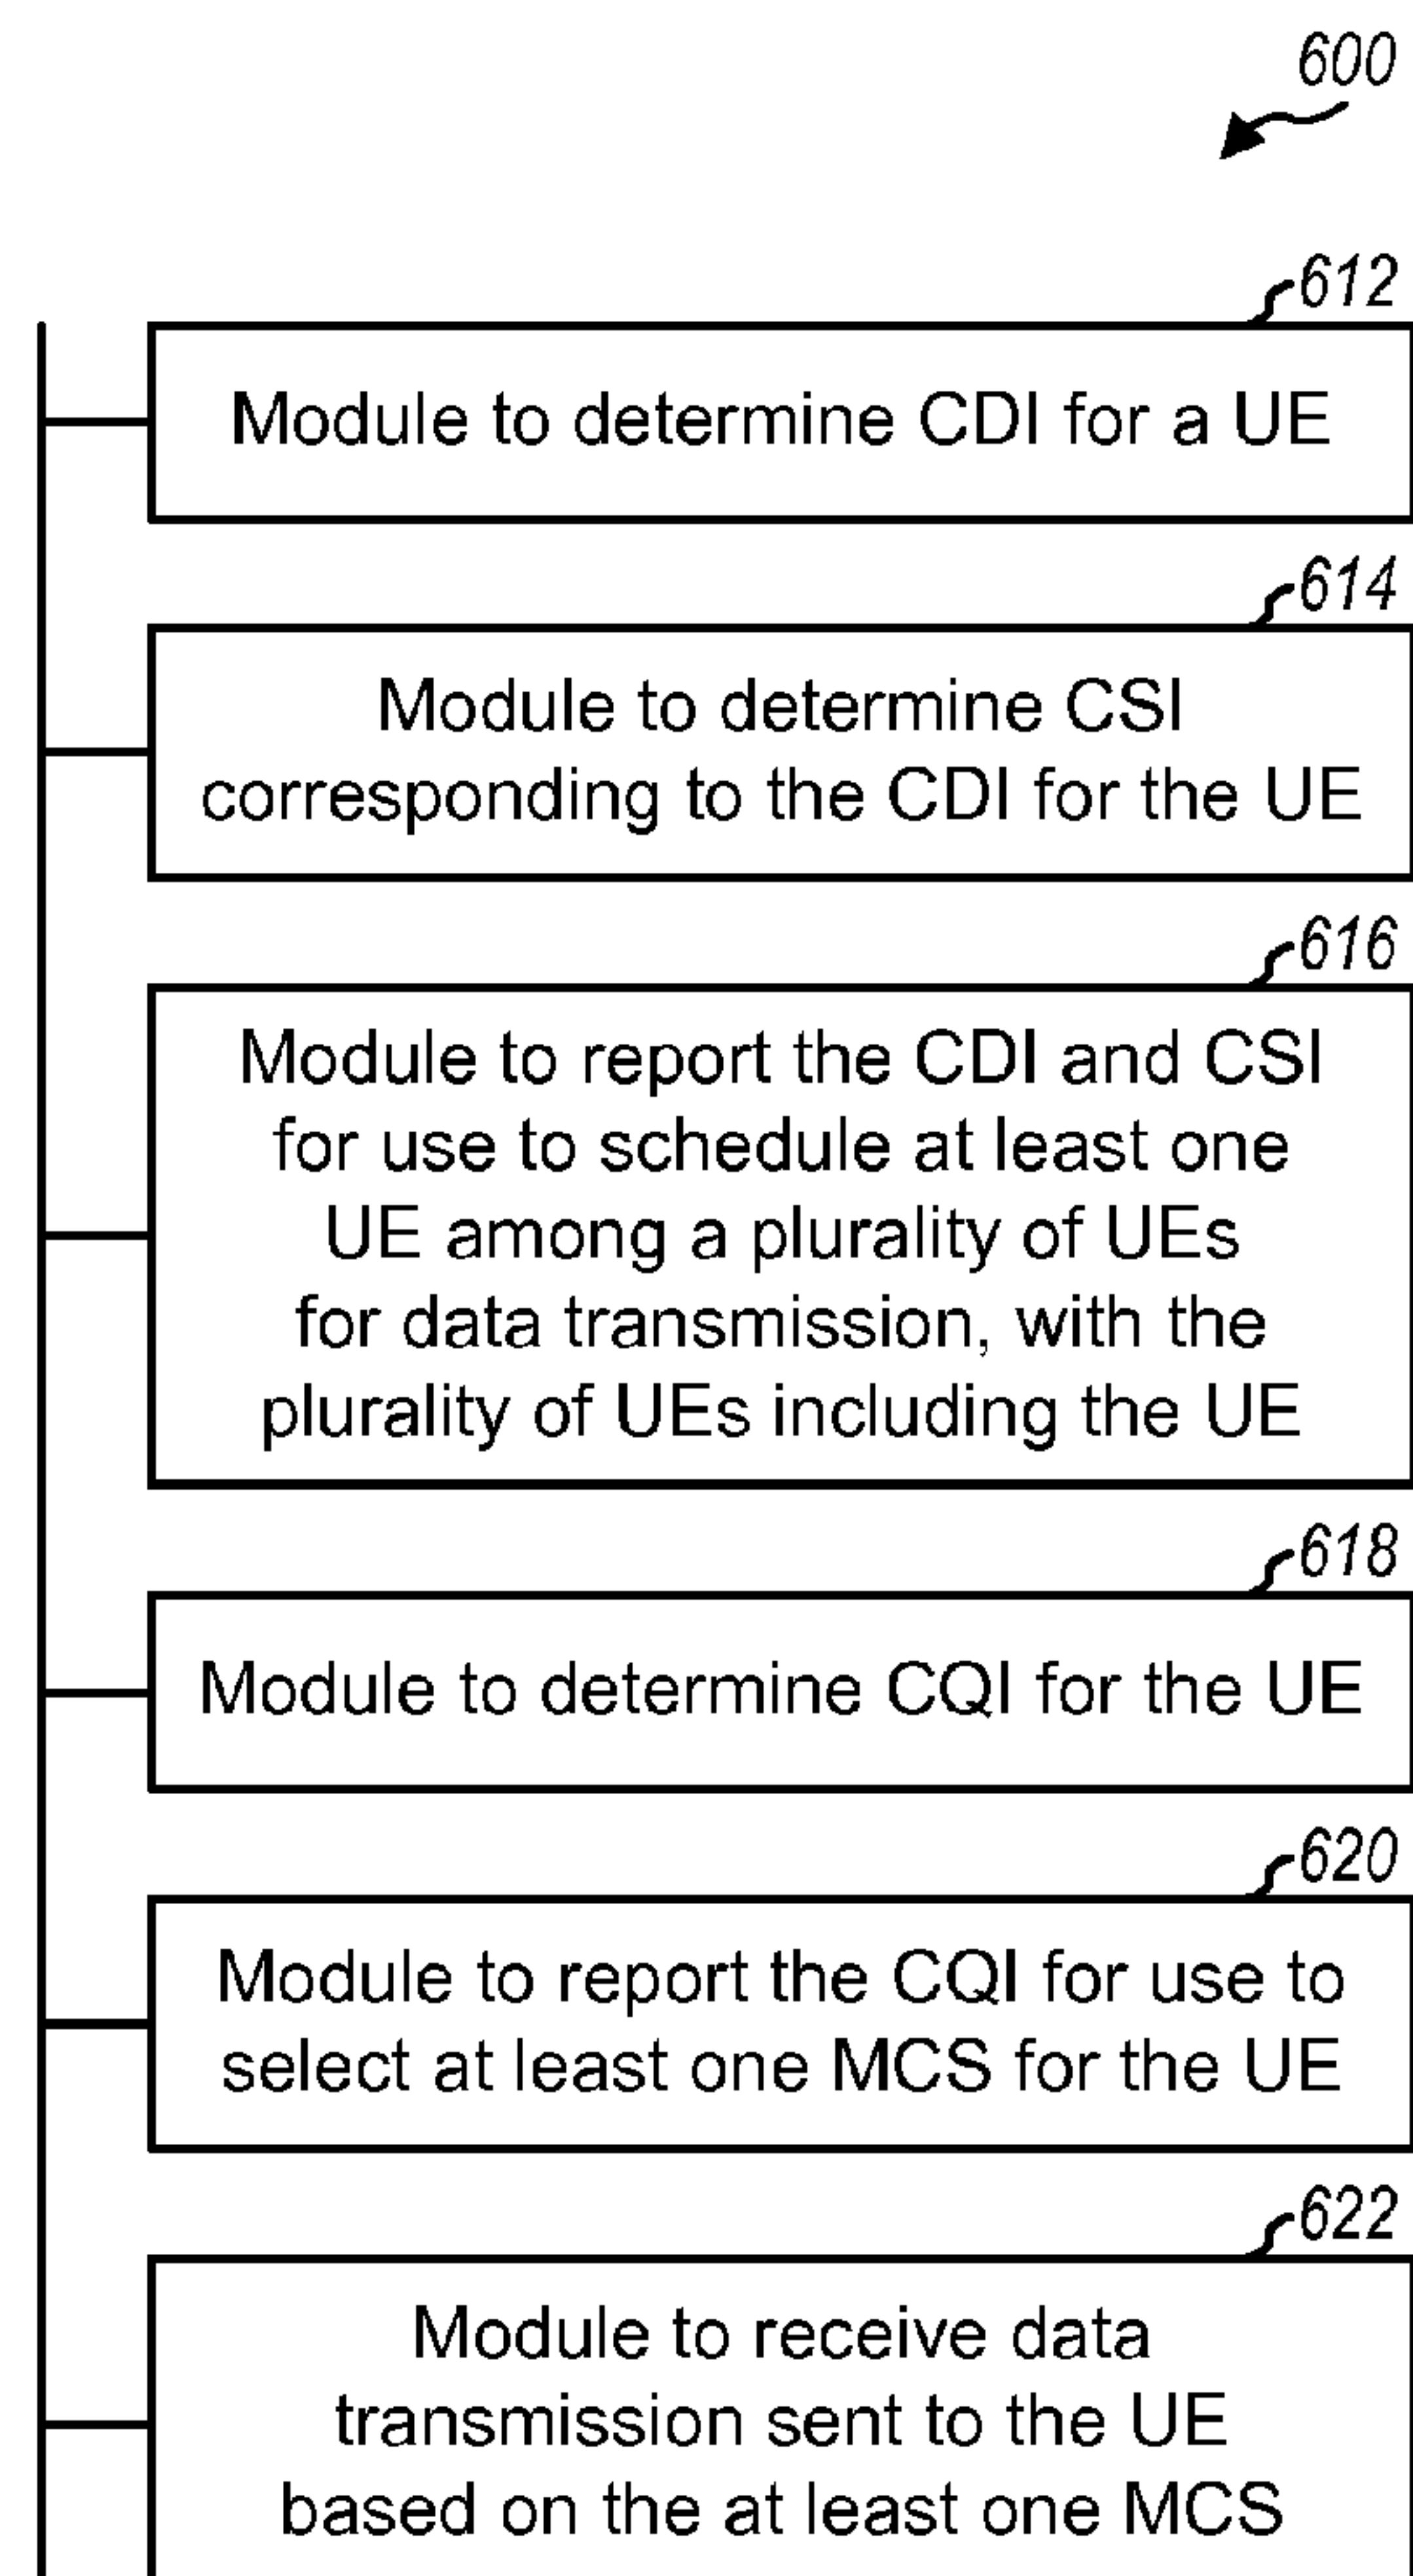 600
612
Module to determine CDI for a UE
614
Module to determine CSI
corresponding to the CDI for the UE
616
Module to report the CDI and CSI
for use to schedule at least one
UE among a plurality of UEs
for data transmission, with the
plurality of UEs including the UE
618
Module to determine CQI for the UE
620
Module to report the CQI for use to
select at least one MCS for the UE
622
Module to receive data
transmission sent to the UE
based on the at least one MCS